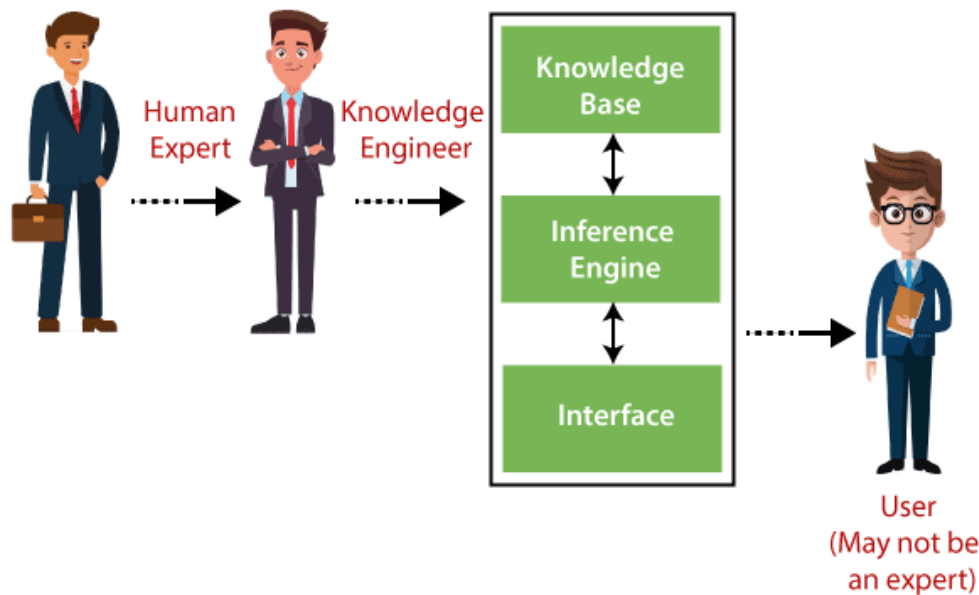 Human
Expert
Knowledge
Engineer
Knowledge
Base
Inference
Engine
Interface
User
(May not be
an expert)